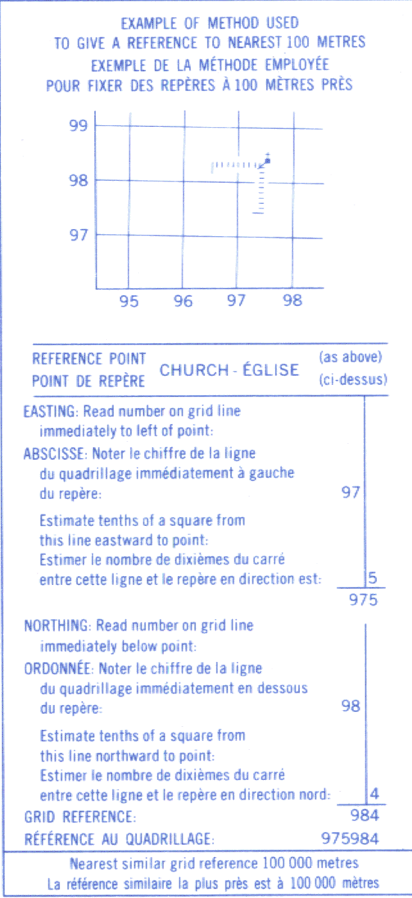 EXAMPLE OF METHOD USED
TO GIVE A REFERENCE TO NEAREST 100 METRES
EXEMPLE DE LA MÉTHODE EMPLOYÉE
POUR FIXER DES REPÈRES À 100 MÈTRES PRÈS
99
98
97
95 96 97 98
REFERENCE POINT
POINT DE REPÈRE
CHURCH - ÉGLISE
(as above)
(ci-dessus)
EASTING: Read number on grid line
immediately to left of point:
ABSCISSE: Noter le chiffre de la ligne
du quadrillage immédiatement à gauche
du repère: 97
Estimate tenths of a square from
this line eastward to point:
Estimer le nombre de dixièmes du carré
entre cette ligne et le repère en direction est: 5
975
NORTHING: Read number on grid line
immediately below point:
ORDONNÉE: Noter le chiffre de la ligne
du quadrillage immédiatement en dessous
du repère: 98
Estimate tenths of a square from
this line northward to point:
Estimer le nombre de dixièmes du carré
entre cette ligne et le repère en direction nord: 4
GRID REFERENCE: 984
RÉFÉRENCE AU QUADRILLAGE: 975984
Nearest similar grid reference 100 000 metres
La référence similaire la plus près est à 100 000 mètres